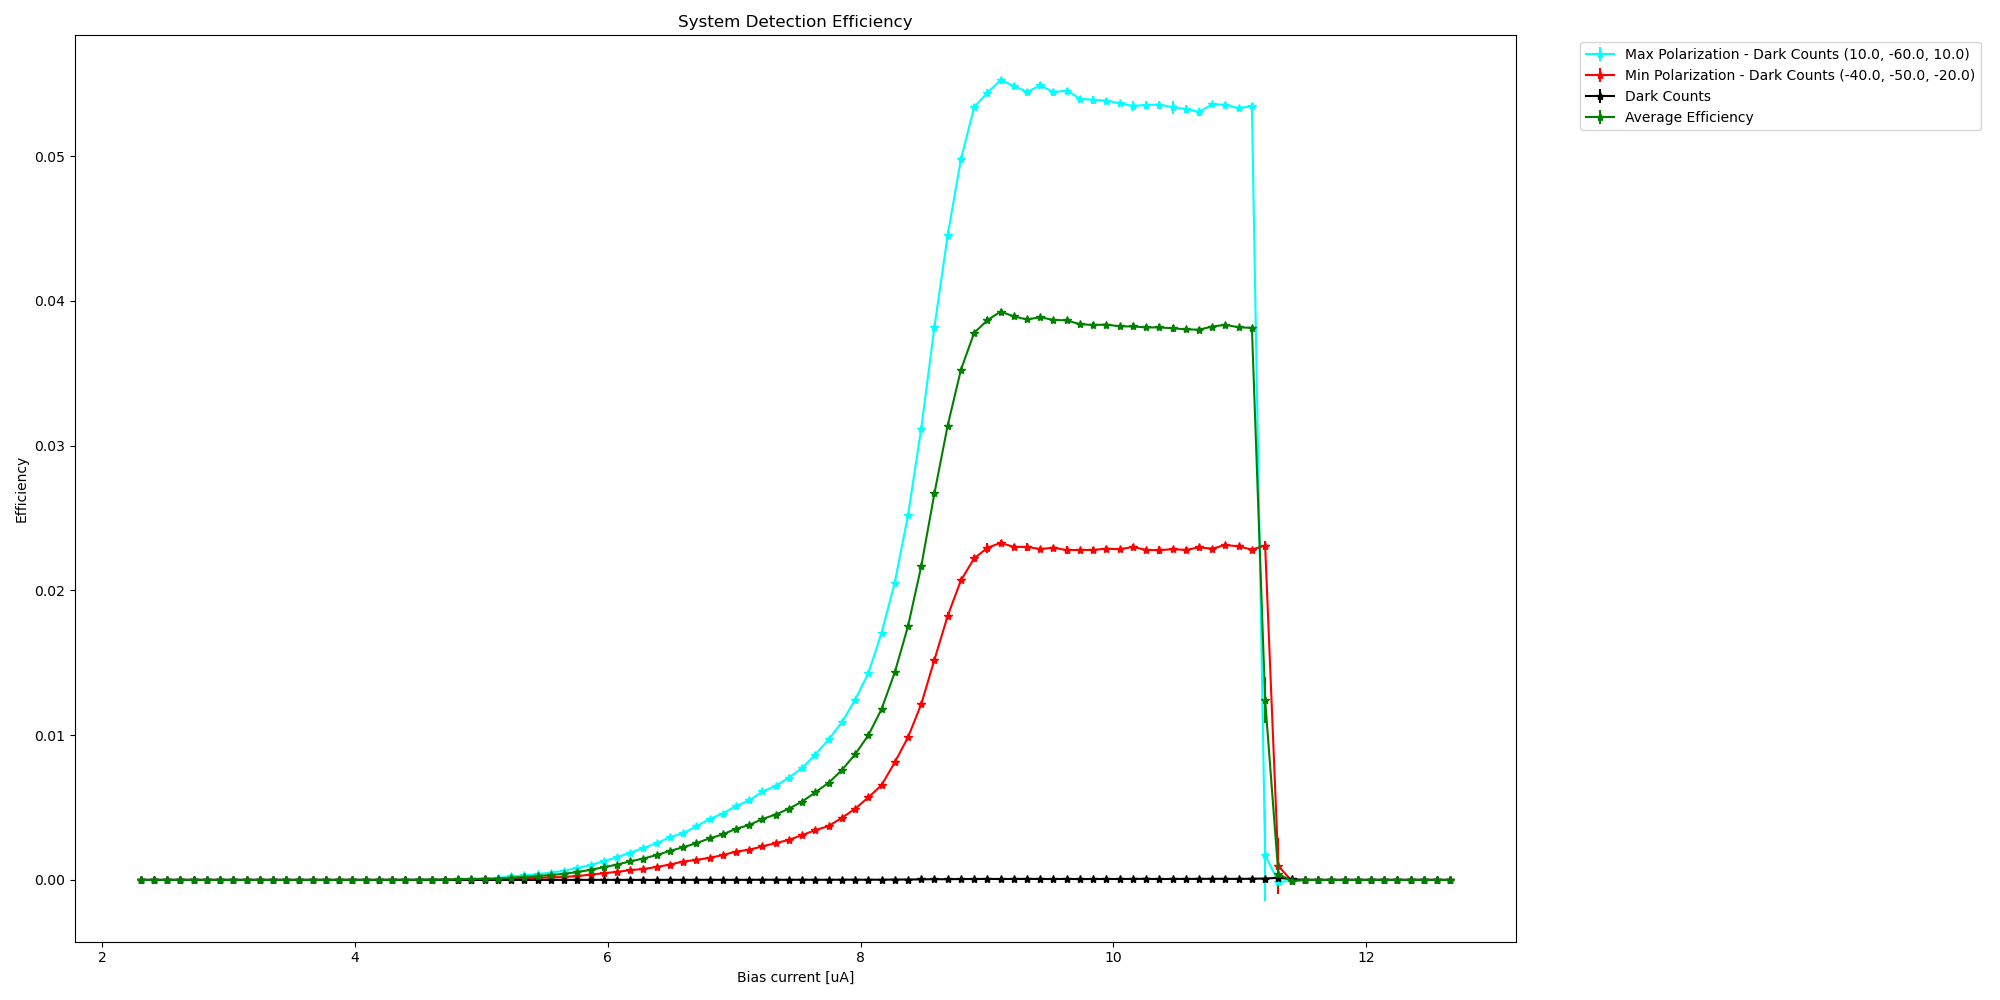 System Detection Efficiency
Max Polarization - Dark Counts (10.0, -60.0, 10.0)
Min Polarization - Dark Counts (-40.0, -50.0, -20.0)
Dark Counts
Average Efficiency
Efficiency
0.05
0.04
0.03
0.02
0.01
0.00
2 4 6 8 10 12
Bias current [uA]